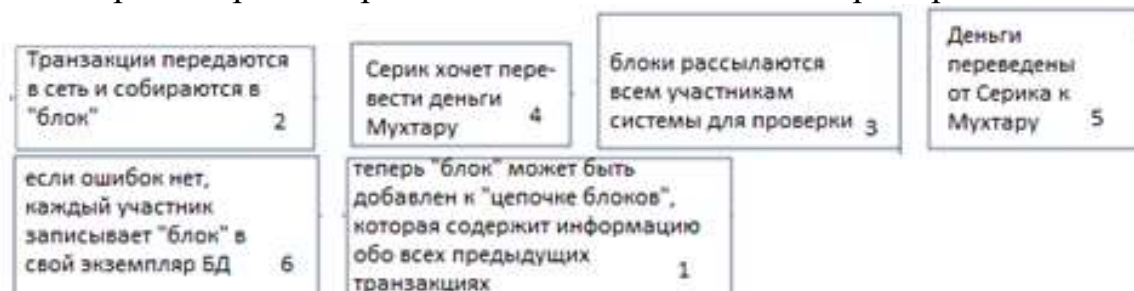 Транзакции передаются
в сеть и собираются в
"блок" 2
Серик хочет пере-
вести деньги
Мухтару 4
блоки рассылаются
всем участникам
системы для проверки 3
Деньги
переведены
от Серика к
Мухтару 5
если ошибок нет,
каждый участник
записывает "блок" в
свой экземпляр БД 6
теперь "блок" может быть
добавлен к "цепочке блоков",
которая содержит информацию
обо всех предыдущих
транзакциях 1